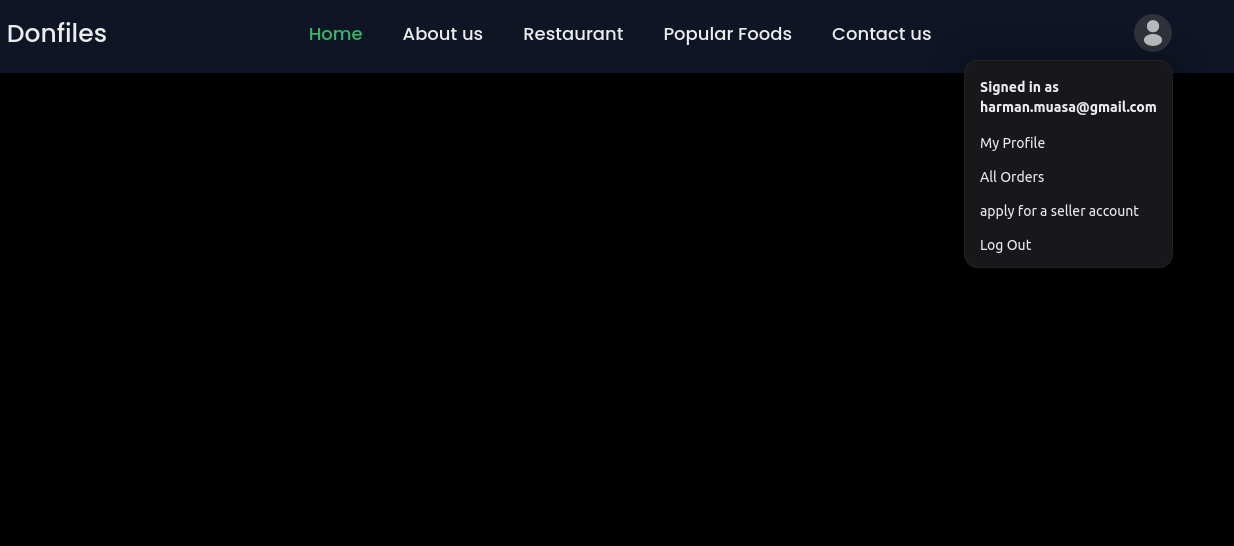 Donfiles
Home
About us
Restaurant
Popular Foods
Contact us
Signed in as
harman.muasa@gmail.com
My Profile
All Orders
apply for a seller account
Log Out